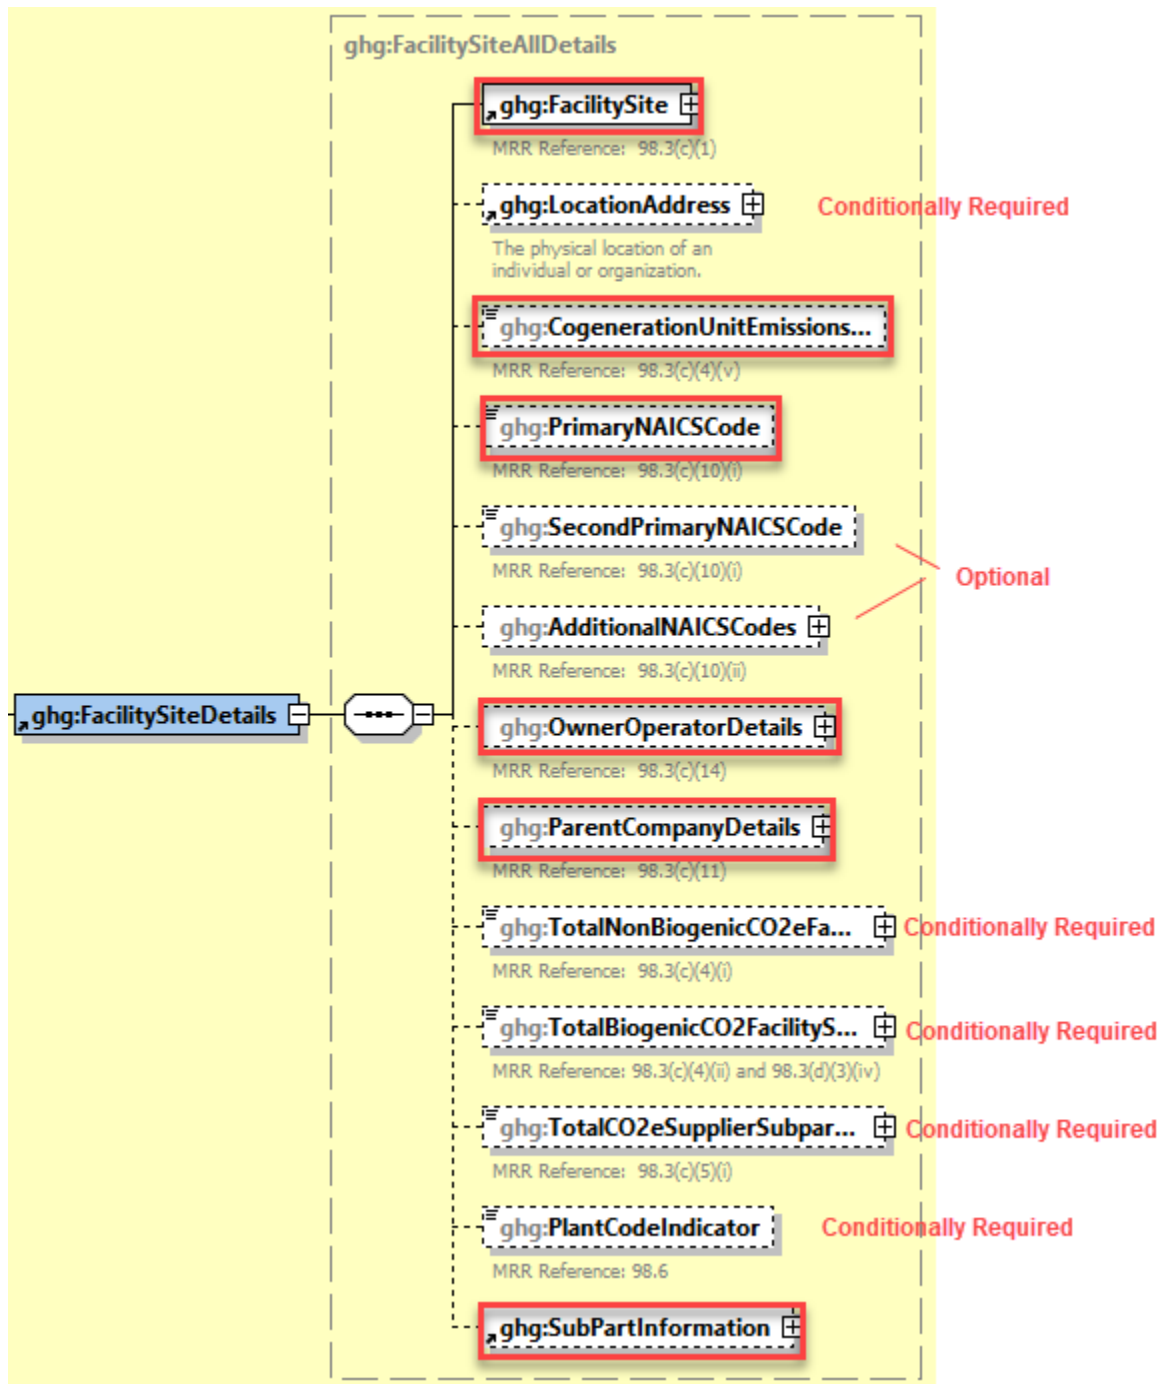 ghg:FacilitySiteAllDetails
ghg:FacilitySite
MRR Reference: 98.3(c)(1)
ghg:LocationAddress
Conditionally Required
The physical location of an
individual or organization.
ghg:CogenerationUnitEmissions...
MRR Reference: 98.3(c)(4)(v)
ghg:PrimaryNAICSCode
MRR Reference: 98.3(c)(10)(i)
ghg:SecondPrimaryNAICSCode
MRR Reference: 98.3(c)(10)(i)
Optional
ghg:AdditionalNAICSCodes
MRR Reference: 98.3(c)(10)(ii)
ghg:FacilitySiteDetails
ghg:OwnerOperatorDetails
MRR Reference: 98.3(c)(14)
ghg:ParentCompanyDetails
MRR Reference: 98.3(c)(11)
ghg:TotalNonBiogenicCO2eFa...
Conditionally Required
MRR Reference: 98.3(c)(4)(i)
ghg:TotalBiogenicCO2FacilityS...
Conditionally Required
MRR Reference: 98.3(c)(4)(ii) and 98.3(d)(3)(iv)
ghg:TotalCO2eSupplierSubpar...
Conditionally Required
MRR Reference: 98.3(c)(5)(i)
ghg:PlantCodeIndicator
Conditionally Required
MRR Reference: 98.6
ghg:SubPartInformation